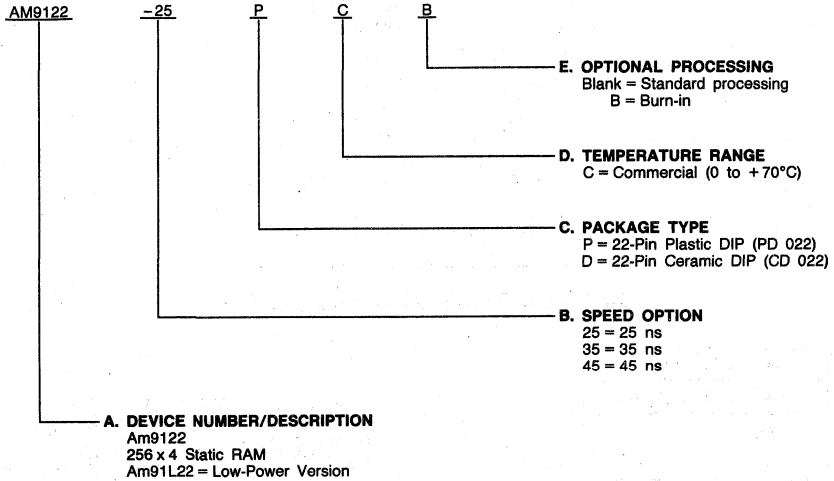 AM9122 -25 P C B
E. OPTIONAL PROCESSING
Blank = Standard processing
B = Burn-in
D. TEMPERATURE RANGE
C = Commercial (0 to +70°C)
C. PACKAGE TYPE
P = 22-Pin Plastic DIP (PD 022)
D = 22-Pin Ceramic DIP (CD 022)
B. SPEED OPTION
25 = 25 ns
35 = 35 ns
45 = 45 ns
A. DEVICE NUMBER/DESCRIPTION
Am9122
256 x 4 Static RAM
Am91L22 = Low-Power Version